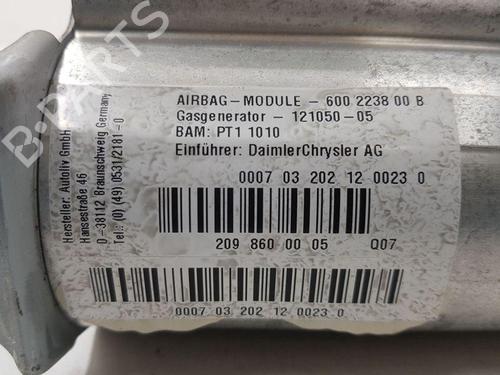 B-PARTS
Hersteller: Autoliv GmbH
Hansestraße 46
D-38112 Braunschweig Germany
Tel.: (0) (49) 0531/2181-0
AIRBAG-MODULE - 600 2238 00 B
Gasgenerator - 121050-05
BAM: PT1 1010
Einführer: DaimlerChrysler AG
0007 03 202 12 0023 0
209 860 00 05 Q07
0007 03 202 12 0023 0